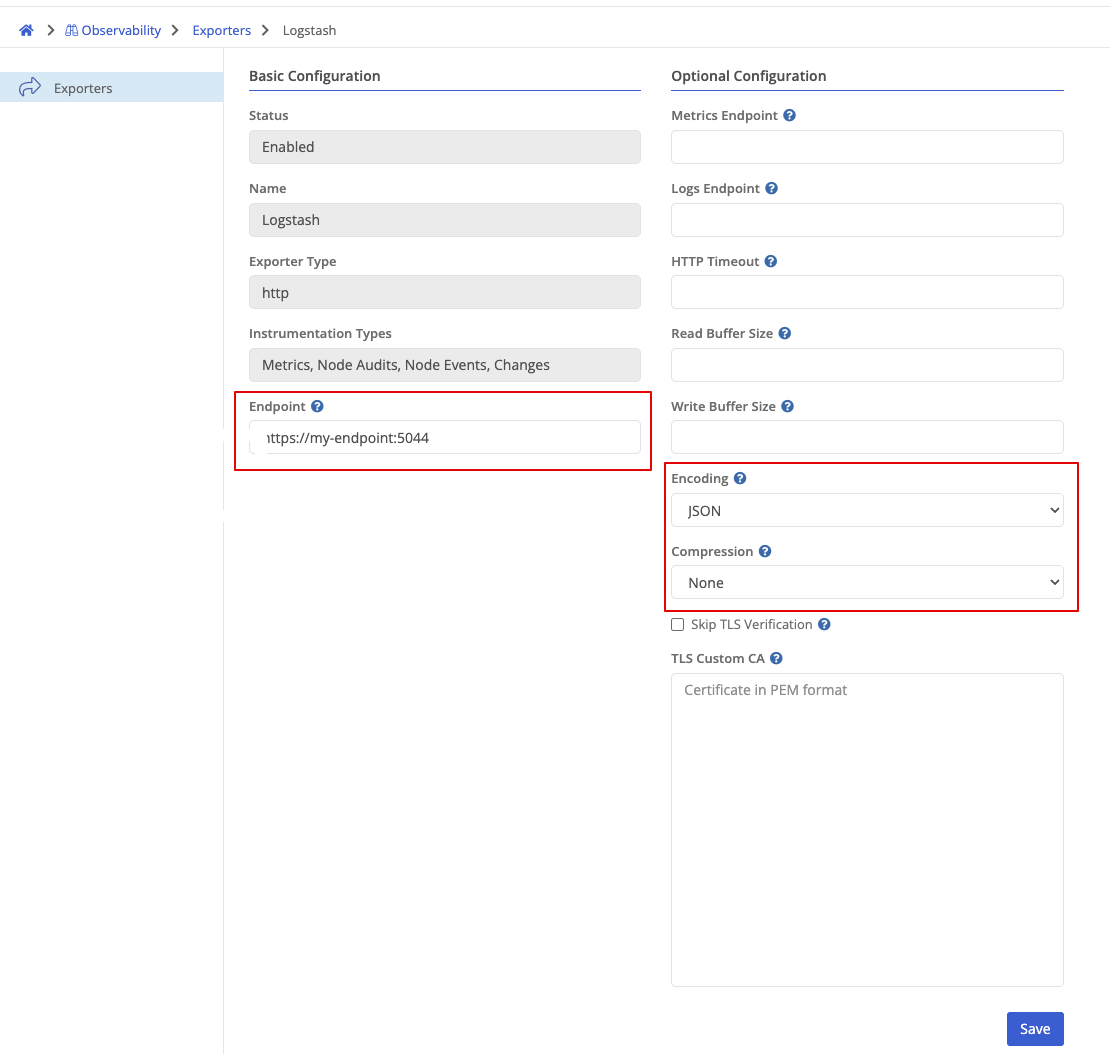 Observability Exporters Logstash
Exporters
Basic Configuration
Status
Enabled
Name
Logstash
Exporter Type
http
Instrumentation Types
Metrics, Node Audits, Node Events, Changes
Endpoint
https://my-endpoint:5044
Optional Configuration
Metrics Endpoint
Logs Endpoint
HTTP Timeout
Read Buffer Size
Write Buffer Size
Encoding
JSON
Compression
None
Skip TLS Verification
TLS Custom CA
Certificate in PEM format
Save